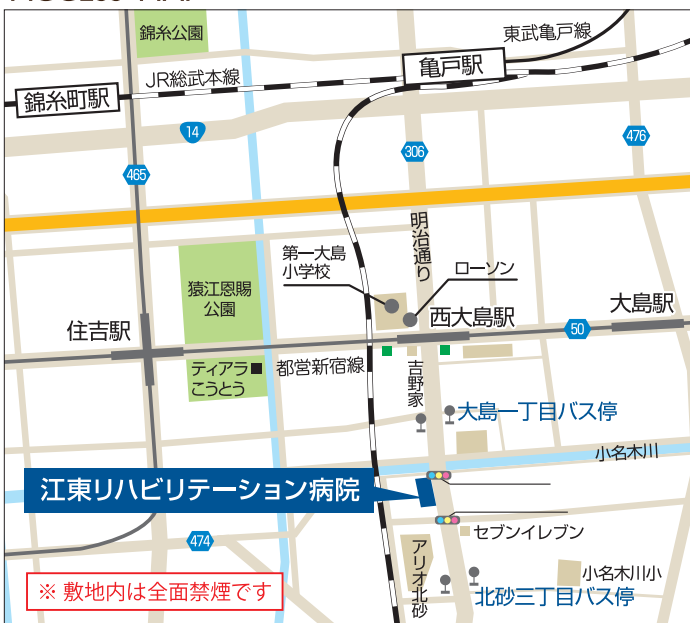 錦糸公園
東武亀戸線
亀戸駅
JR総武本線
錦糸町駅
14
306
476
465
明治通り
第一大島
小学校
ローソン
猿江恩賜
公園
大島駅
西大島駅
50
住吉駅
ティアラ
こうとう
都営新宿線
吉野家
大島一丁目バス停
小名木川
江東リハビリテーション病院
セブンイレブン
474
アリオ北砂
小名木川小
※ 敷地内は全面禁煙です
北砂三丁目バス停